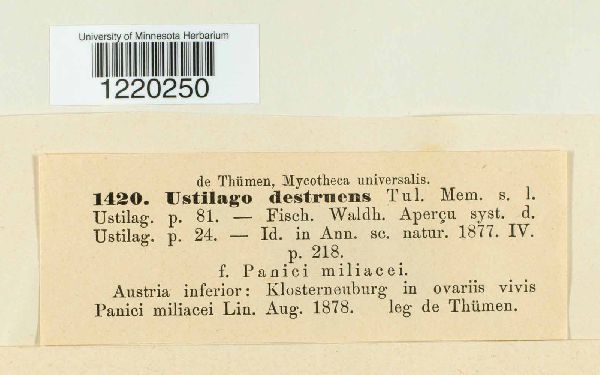 University of Minnesota Herbarium
1220250
de Thümen, Mycotheca universalis.
1420. Ustilago destruens Tul. Mem. s. l.
Ustilag. p. 81. — Fisch. Waldh. Aperçu syst. d.
Ustilag. p. 24. — Id. in Ann. sc. natur. 1877. IV.
p. 218.
f. Panici miliacei.
Austria inferior: Klosterneuburg in ovariis vivis
Panici miliacei Lin. Aug. 1878. leg de Thümen.